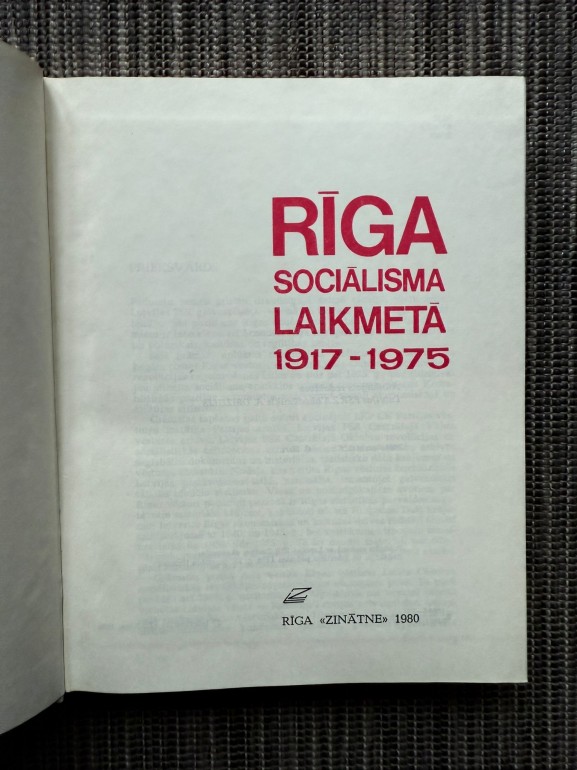 RĪGA
SOCIĀLISMA
LAIKMETĀ
1917-1975
RĪGA «ZINĀTNE» 1980